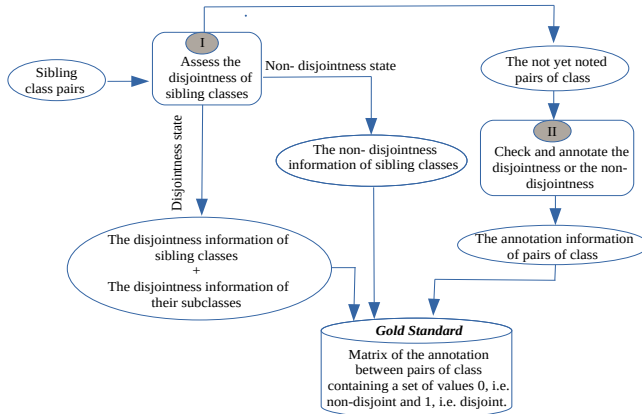 I
Assess the
disjointness of
sibling classes
Sibling
class pairs
Non- disjointness state
The not yet noted
pairs of class
II
Check and annotate the
disjointness or the non-
disjointness
Disjointness state
The non- disjointness
information of sibling classes
The disjointness information of
sibling classes
+
The disjointness information of
their subclasses
The annotation information
of pairs of class
Gold Standard
Matrix of the annotation
between pairs of class
containing a set of values 0, i.e.
non-disjoint and 1, i.e. disjoint.